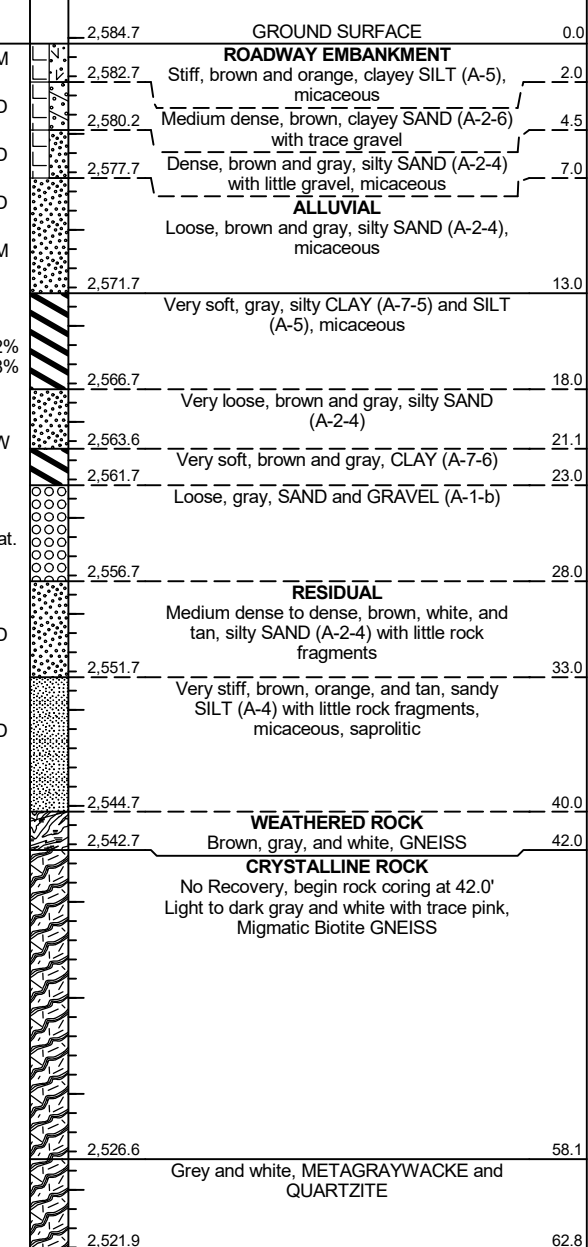 2,584.7 GROUND SURFACE 0.0
ROADWAY EMBANKMENT
M
2,582.7 Stiff, brown and orange, clayey SILT (A-5), 2.0
micaceous
D
2,580.2 Medium dense, brown, clayey SAND (A-2-6) 4.5
with trace gravel
D
2,577.7 Dense, brown and gray, silty SAND (A-2-4) 7.0
with little gravel, micaceous
D
ALLUVIAL
Loose, brown and gray, silty SAND (A-2-4),
M
micaceous
2,571.7 13.0
Very soft, gray, silty CLAY (A-7-5) and SILT
(A-5), micaceous
2%
%
2,566.7 18.0
Very loose, brown and gray, silty SAND
(A-2-4)
W
2,563.6 21.1
Very soft, brown and gray, CLAY (A-7-6)
2,561.7 23.0
Loose, gray, SAND and GRAVEL (A-1-b)
at.
2,556.7 28.0
RESIDUAL
Medium dense to dense, brown, white, and
D
tan, silty SAND (A-2-4) with little rock
fragments
2,551.7 33.0
Very stiff, brown, orange, and tan, sandy
SILT (A-4) with little rock fragments,
D
micaceous, saprolitic
2,544.7 40.0
WEATHERED ROCK
2,542.7 Brown, gray, and white, GNEISS 42.0
CRYSTALLINE ROCK
No Recovery, begin rock coring at 42.0'
Light to dark gray and white with trace pink,
Migmatic Biotite GNEISS
2,526.6 58.1
Grey and white, METAGRAYWACKE and
QUARTZITE
2,521.9 62.8